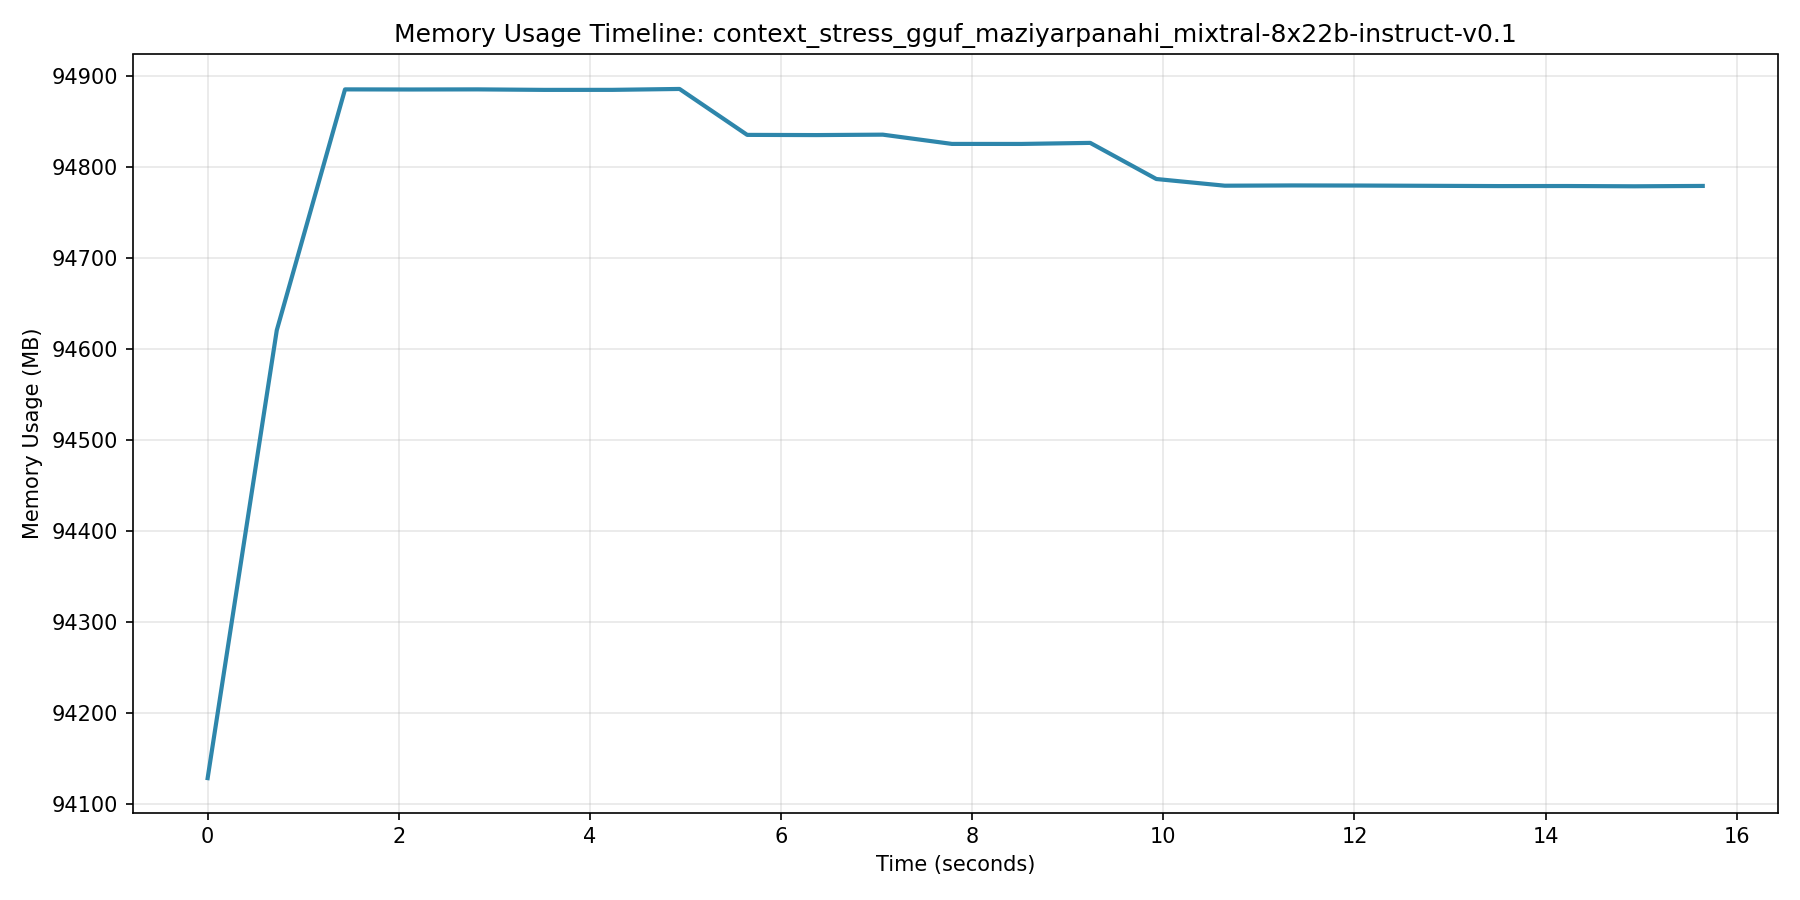 Memory Usage Timeline: context_stress_gguf_maziyarpanahi_mixtral-8x22b-instruct-v0.1
Memory Usage (MB)
94900
94800
94700
94600
94500
94400
94300
94200
94100
0 2 4 6 8 10 12 14 16
Time (seconds)